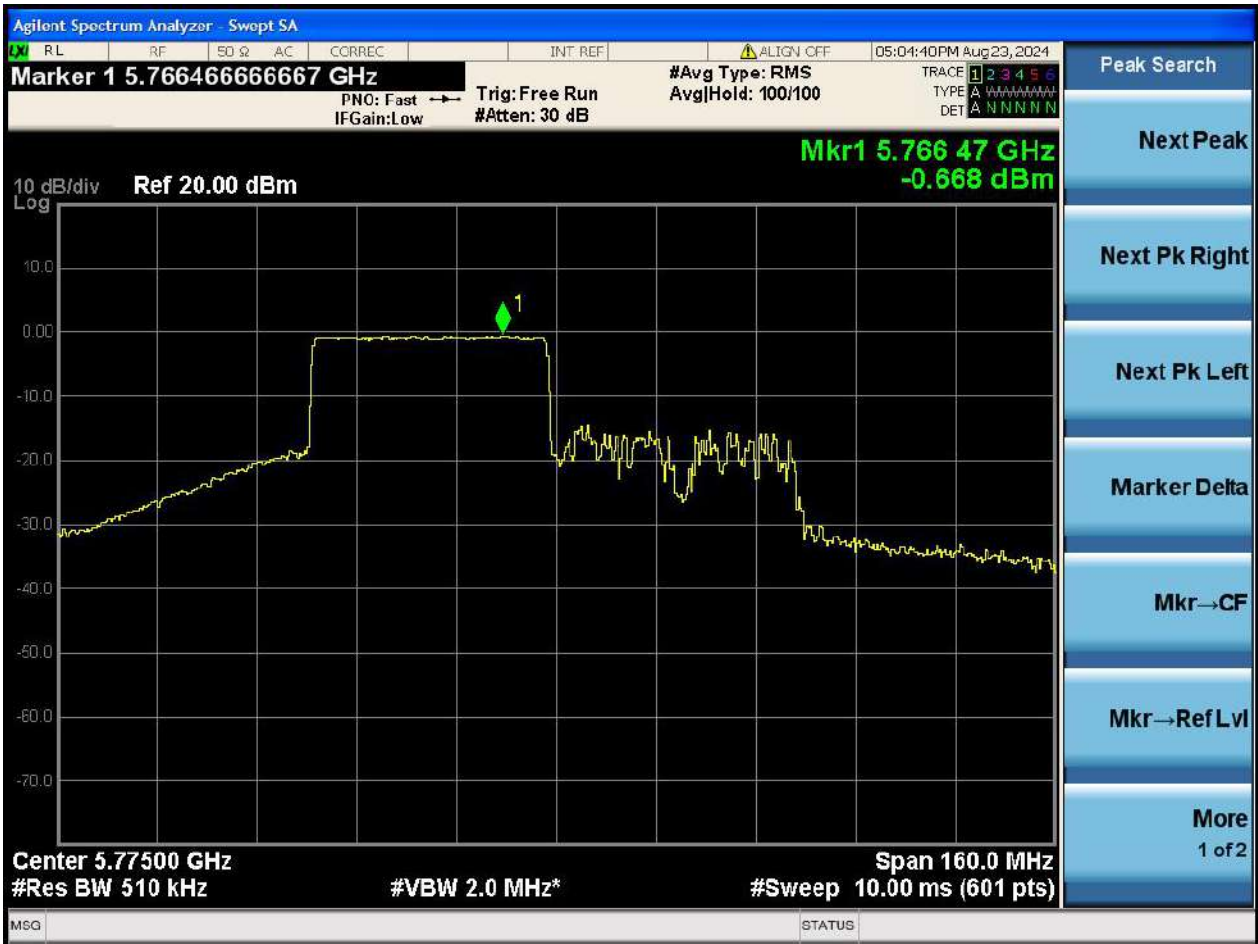 Agilent Spectrum Analyzer - Swept SA
LXI RL RF 50 Ω AC CORREC INT REF ALIGN OFF 05:04:40PM Aug23, 2024
Marker 1 5.766466666667 GHz
PNO: Fast
IFGain:Low
Trig:Free Run
#Atten: 30 dB
#Avg Type: RMS
Avg|Hold: 100/100
TRACE 1 2 3 4 5 6
TYPE A WWWWW
DET A N N N N N
Mkr1 5.766 47 GHz
-0.668 dBm
10 dB/div Ref 20.00 dBm
Log
10.0
0.00
-10.0
-20.0
-30.0
-40.0
-50.0
-60.0
-70.0
1
Center 5.77500 GHz Span 160.0 MHz
#Res BW 510 kHz #VBW 2.0 MHz* #Sweep 10.00 ms (601 pts)
MSG STATUS
Peak Search
Next Peak
Next Pk Right
Next Pk Left
Marker Delta
Mkr→CF
Mkr→Ref Lvl
More
1 of 2